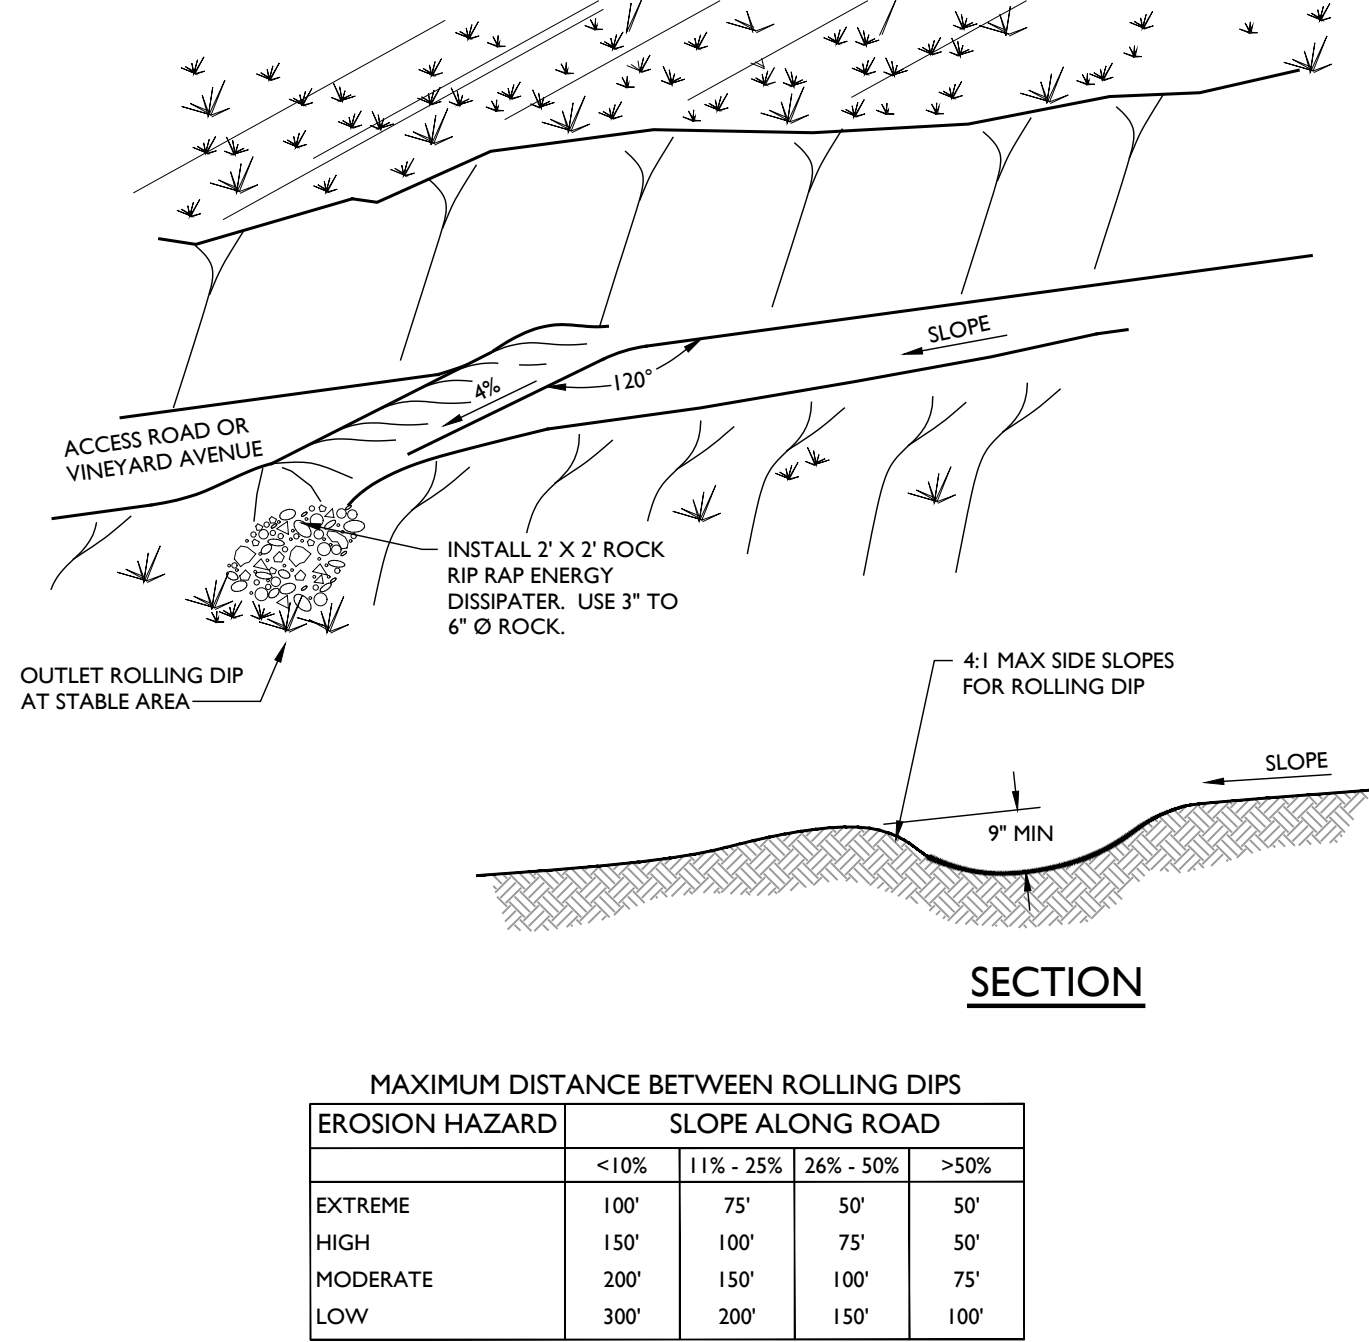 SLOPE
120°
4%
ACCESS ROAD OR
VINEYARD AVENUE
INSTALL 2' X 2' ROCK
RIP RAP ENERGY
DISSIPATER. USE 3" TO
6" Ø ROCK.
OUTLET ROLLING DIP
AT STABLE AREA
4:1 MAX SIDE SLOPES
FOR ROLLING DIP
SLOPE
9" MIN
SECTION
MAXIMUM DISTANCE BETWEEN ROLLING DIPS
EROSION HAZARD SLOPE ALONG ROAD
<10% 11% - 25% 26% - 50% >50%
EXTREME 100' 75' 50' 50'
HIGH 150' 100' 75' 50'
MODERATE 200' 150' 100' 75'
LOW 300' 200' 150' 100'